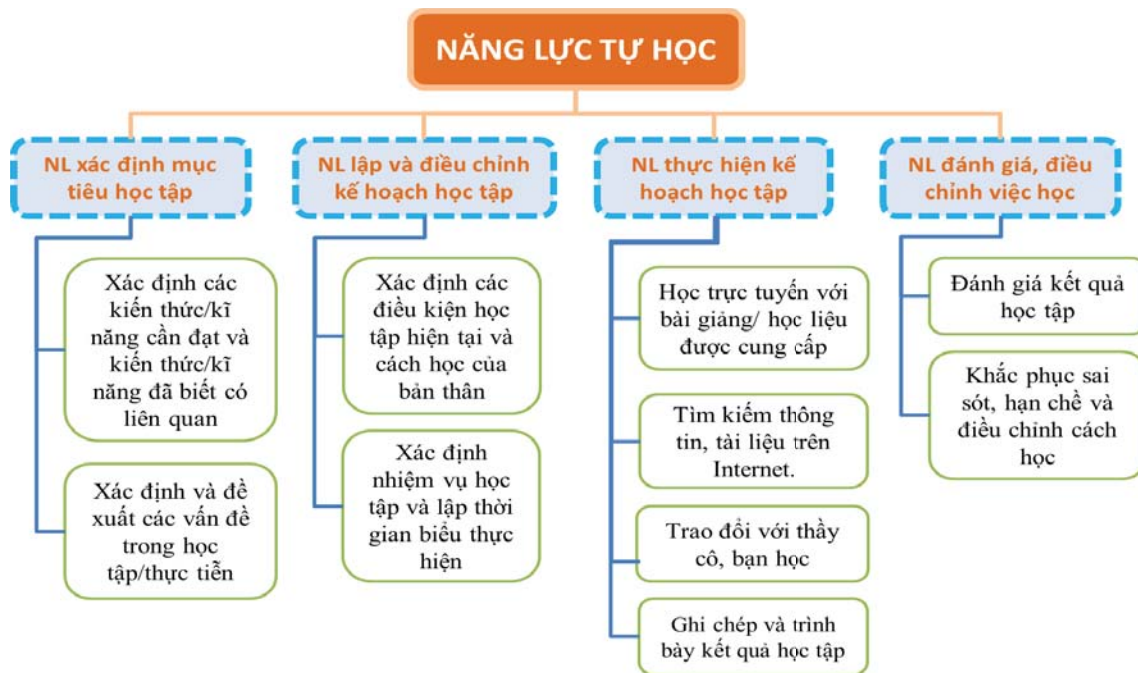 NĂNG LỰC TỰ HỌC
NL xác định mục
tiêu học tập
Xác định các
kiến thức/kĩ
năng cần đạt và
kiến thức/kĩ
năng đã biết có
liên quan
Xác định và đề
xuất các vấn đề
trong học
tập/thực tiễn
NL lập và điều chỉnh
kế hoạch học tập
Xác định các
điều kiện học
tập hiện tại và
cách học của
bản thân
Xác định
nhiệm vụ học
tập và lập thời
gian biểu thực
hiện
NL thực hiện kế
hoạch học tập
Học trực tuyến với
bài giảng/ học liệu
được cung cấp
Tìm kiếm thông
tin, tài liệu trên
Internet.
Trao đổi với thầy
cô, bạn học
Ghi chép và trình
bày kết quả học tập
NL đánh giá, điều
chỉnh việc học
Đánh giá kết quả
học tập
Khắc phục sai
sót, hạn chề và
điều chỉnh cách
học